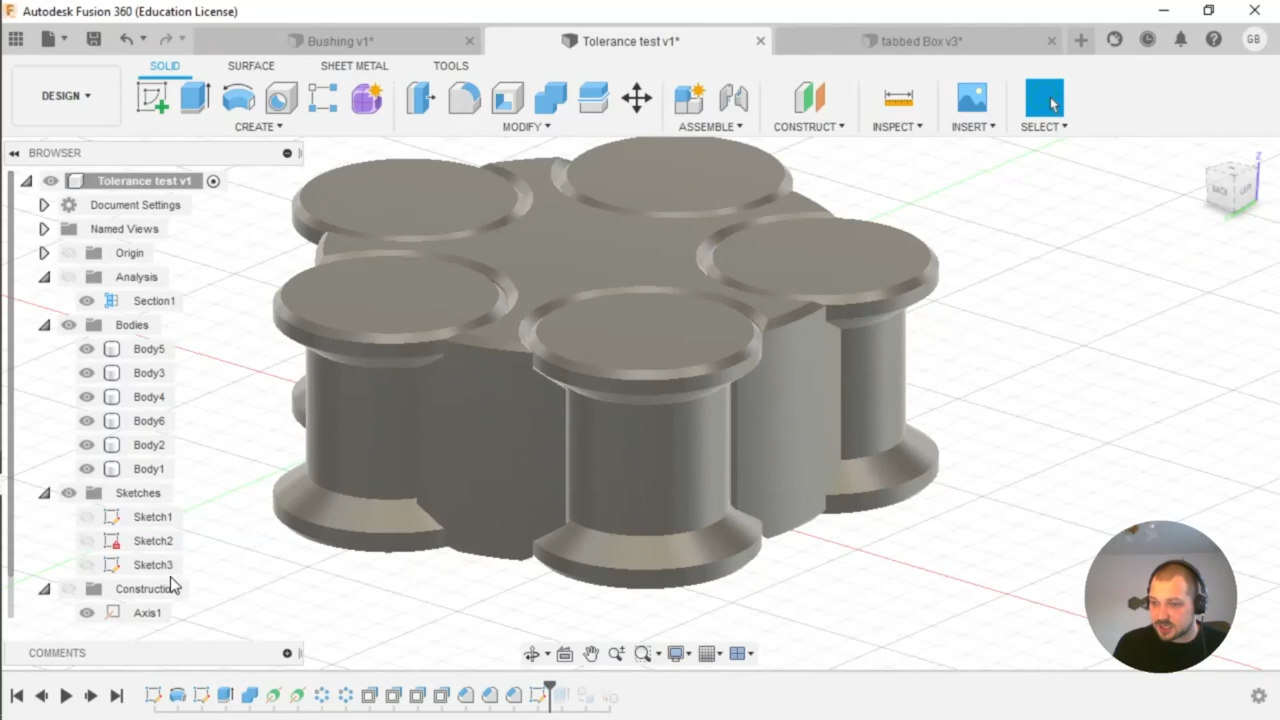 Autodesk Fusion 360 (Education License)
Bushing v1*
Tolerance test v1*
tabbed Box v3*
GB
DESIGN
SOLID
SURFACE
SHEET METAL
TOOLS
CREATE
MODIFY
ASSEMBLE
CONSTRUCT
INSPECT
INSERT
SELECT
BROWSER
Tolerance test v1
Document Settings
Named Views
Origin
Analysis
Section1
Bodies
Body5
Body3
Body4
Body6
Body2
Body1
Sketches
Sketch1
Sketch2
Sketch3
Axis1
COMMENTS
Z
BACK